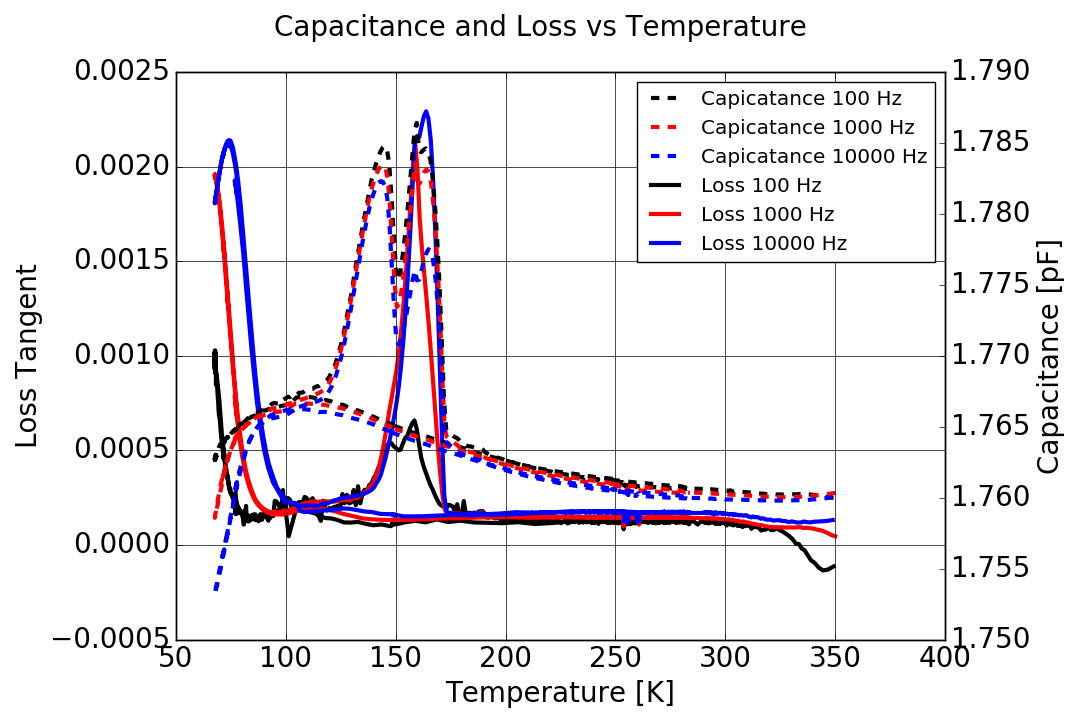 Capacitance and Loss vs Temperature
0.0025
0.0020
0.0015
0.0010
0.0005
0.0000
−0.0005
Loss Tangent
1.790
1.785
1.780
1.775
1.770
1.765
1.760
1.755
1.750
Capacitance [pF]
Capicatance 100 Hz
Capicatance 1000 Hz
Capicatance 10000 Hz
Loss 100 Hz
Loss 1000 Hz
Loss 10000 Hz
50 100 150 200 250 300 350 400
Temperature [K]